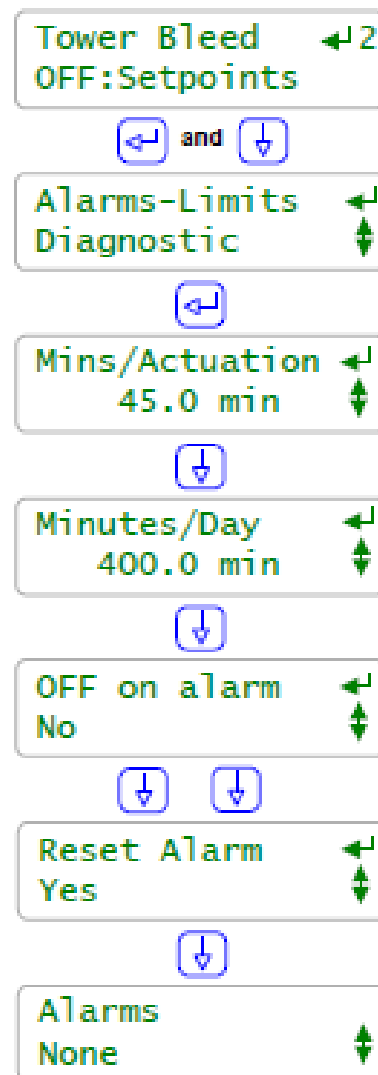 Tower Bleed ↵2
OFF:Setpoints
and
Alarms-Limits
Diagnostic
Mins/Actuation
45.0 min
Minutes/Day
400.0 min
OFF on alarm
No
Reset Alarm
Yes
Alarms
None